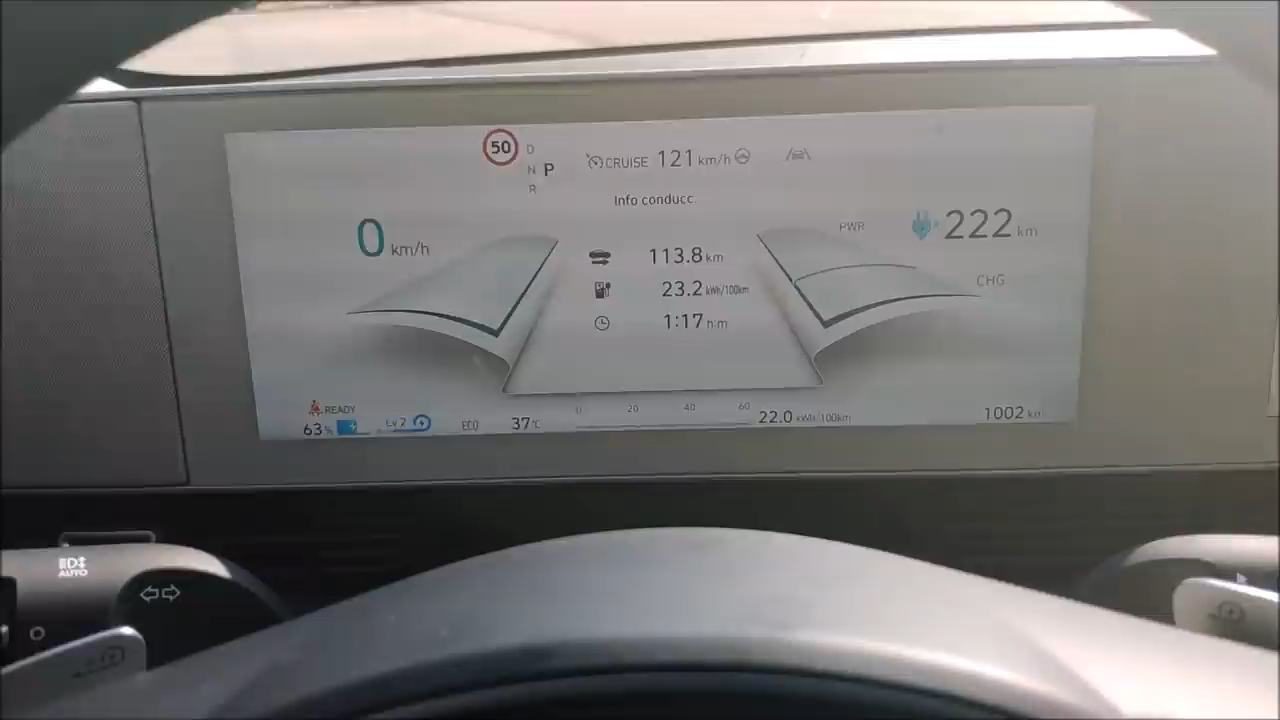 50 D
N P
R
CRUISE 121 km/h
Info conducc.
0 km/h
PWR
222 km
CHG
113.8 km
23.2 kWh/100km
1:17 h:m
READY
63 %
Lv 2
ECO
37 °C
0 20 40 60
22.0 kWh/100km
1002 km
AUTO